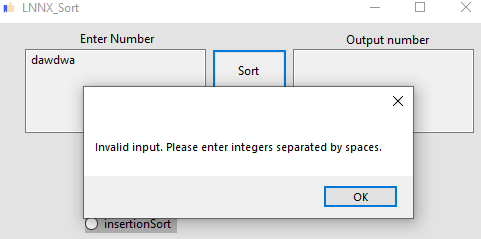 LNNX_Sort
Enter Number
Output number
dawdwa
Sort
Invalid input. Please enter integers separated by spaces.
OK
insertionSort